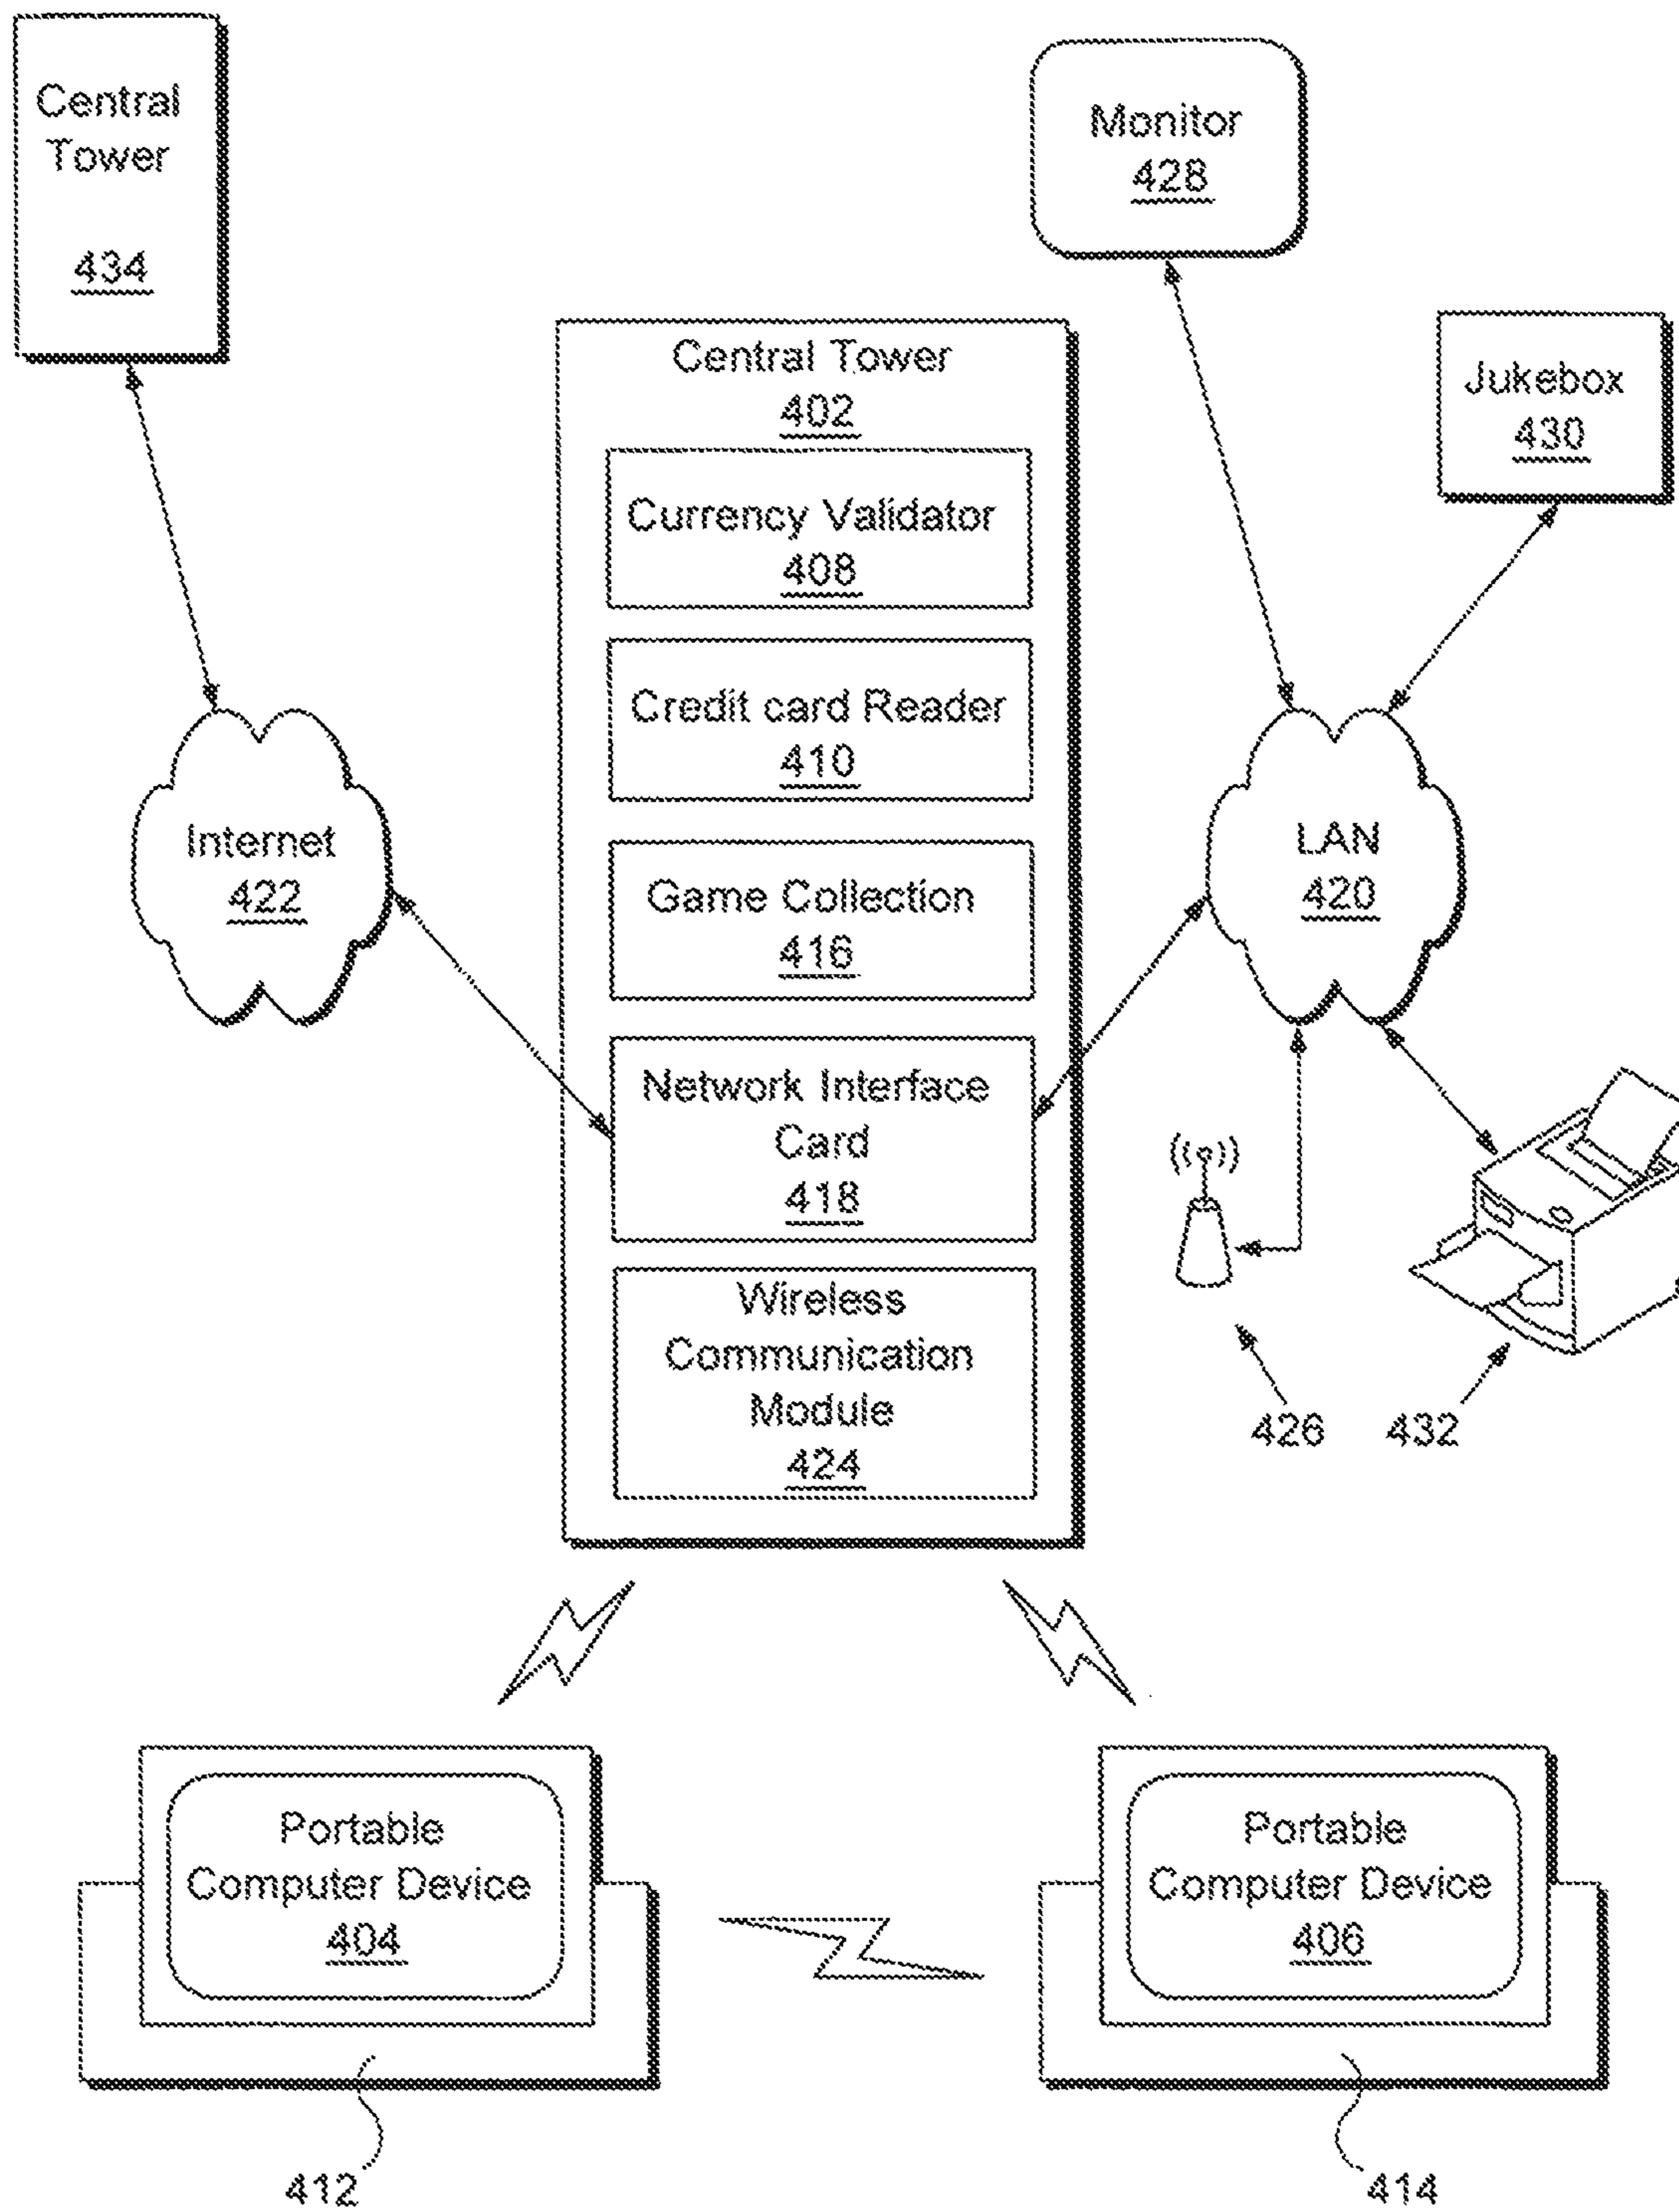 Central
Tower
434
Monitor
428
Central Tower
402
Jukebox
430
Currency Validator
408
Credit card Reader
410
Internet
422
Game Collection
416
LAN
420
Network Interface
Card
418
Wireless
Communication
Module
424
426
432
Portable
Computer Device
404
Portable
Computer Device
406
412
414